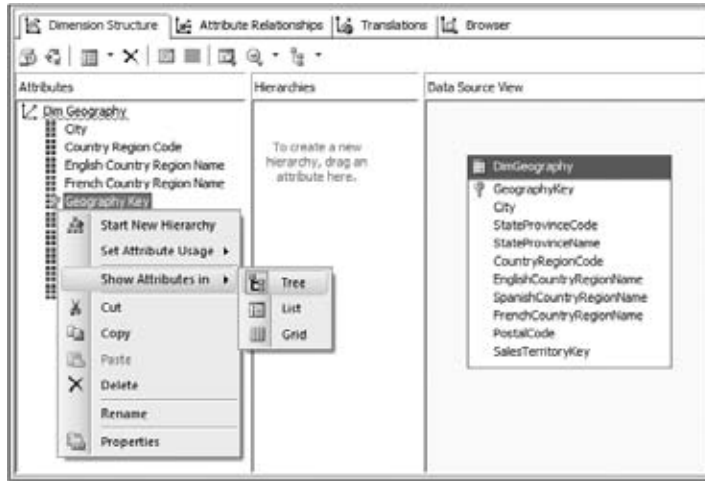 Dimension Structure Attribute Relationships Translations Browser
Attributes
Dim Geography
City
Country Region Code
English Country Region Name
French Country Region Name
Geography Key
Start New Hierarchy
Set Attribute Usage
Show Attributes in
Cut
Copy
Paste
Delete
Rename
Properties
Tree
List
Grid
Hierarchies
To create a new
hierarchy, drag an
attribute here.
Data Source View
DimGeography
GeographyKey
City
StateProvinceCode
StateProvinceName
CountryRegionCode
EnglishCountryRegionName
SpanishCountryRegionName
FrenchCountryRegionName
PostalCode
SalesTerritoryKey